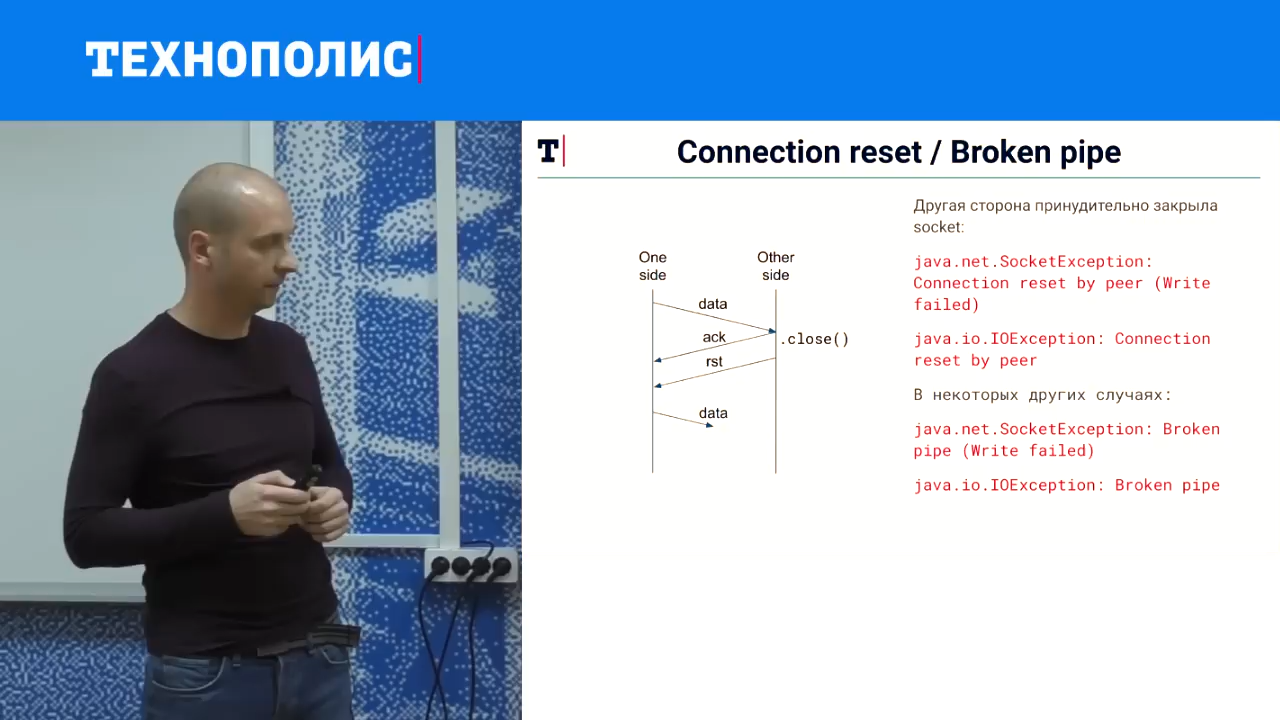 ТЕХНОПОЛИС
T
Connection reset / Broken pipe
One
side
Other
side
data
ack
.close()
rst
data
Другая сторона принудительно закрыла
socket:
java.net.SocketException:
Connection reset by peer (Write
failed)
java.io.IOException: Connection
reset by peer
В некоторых других случаях:
java.net.SocketException: Broken
pipe (Write failed)
java.io.IOException: Broken pipe